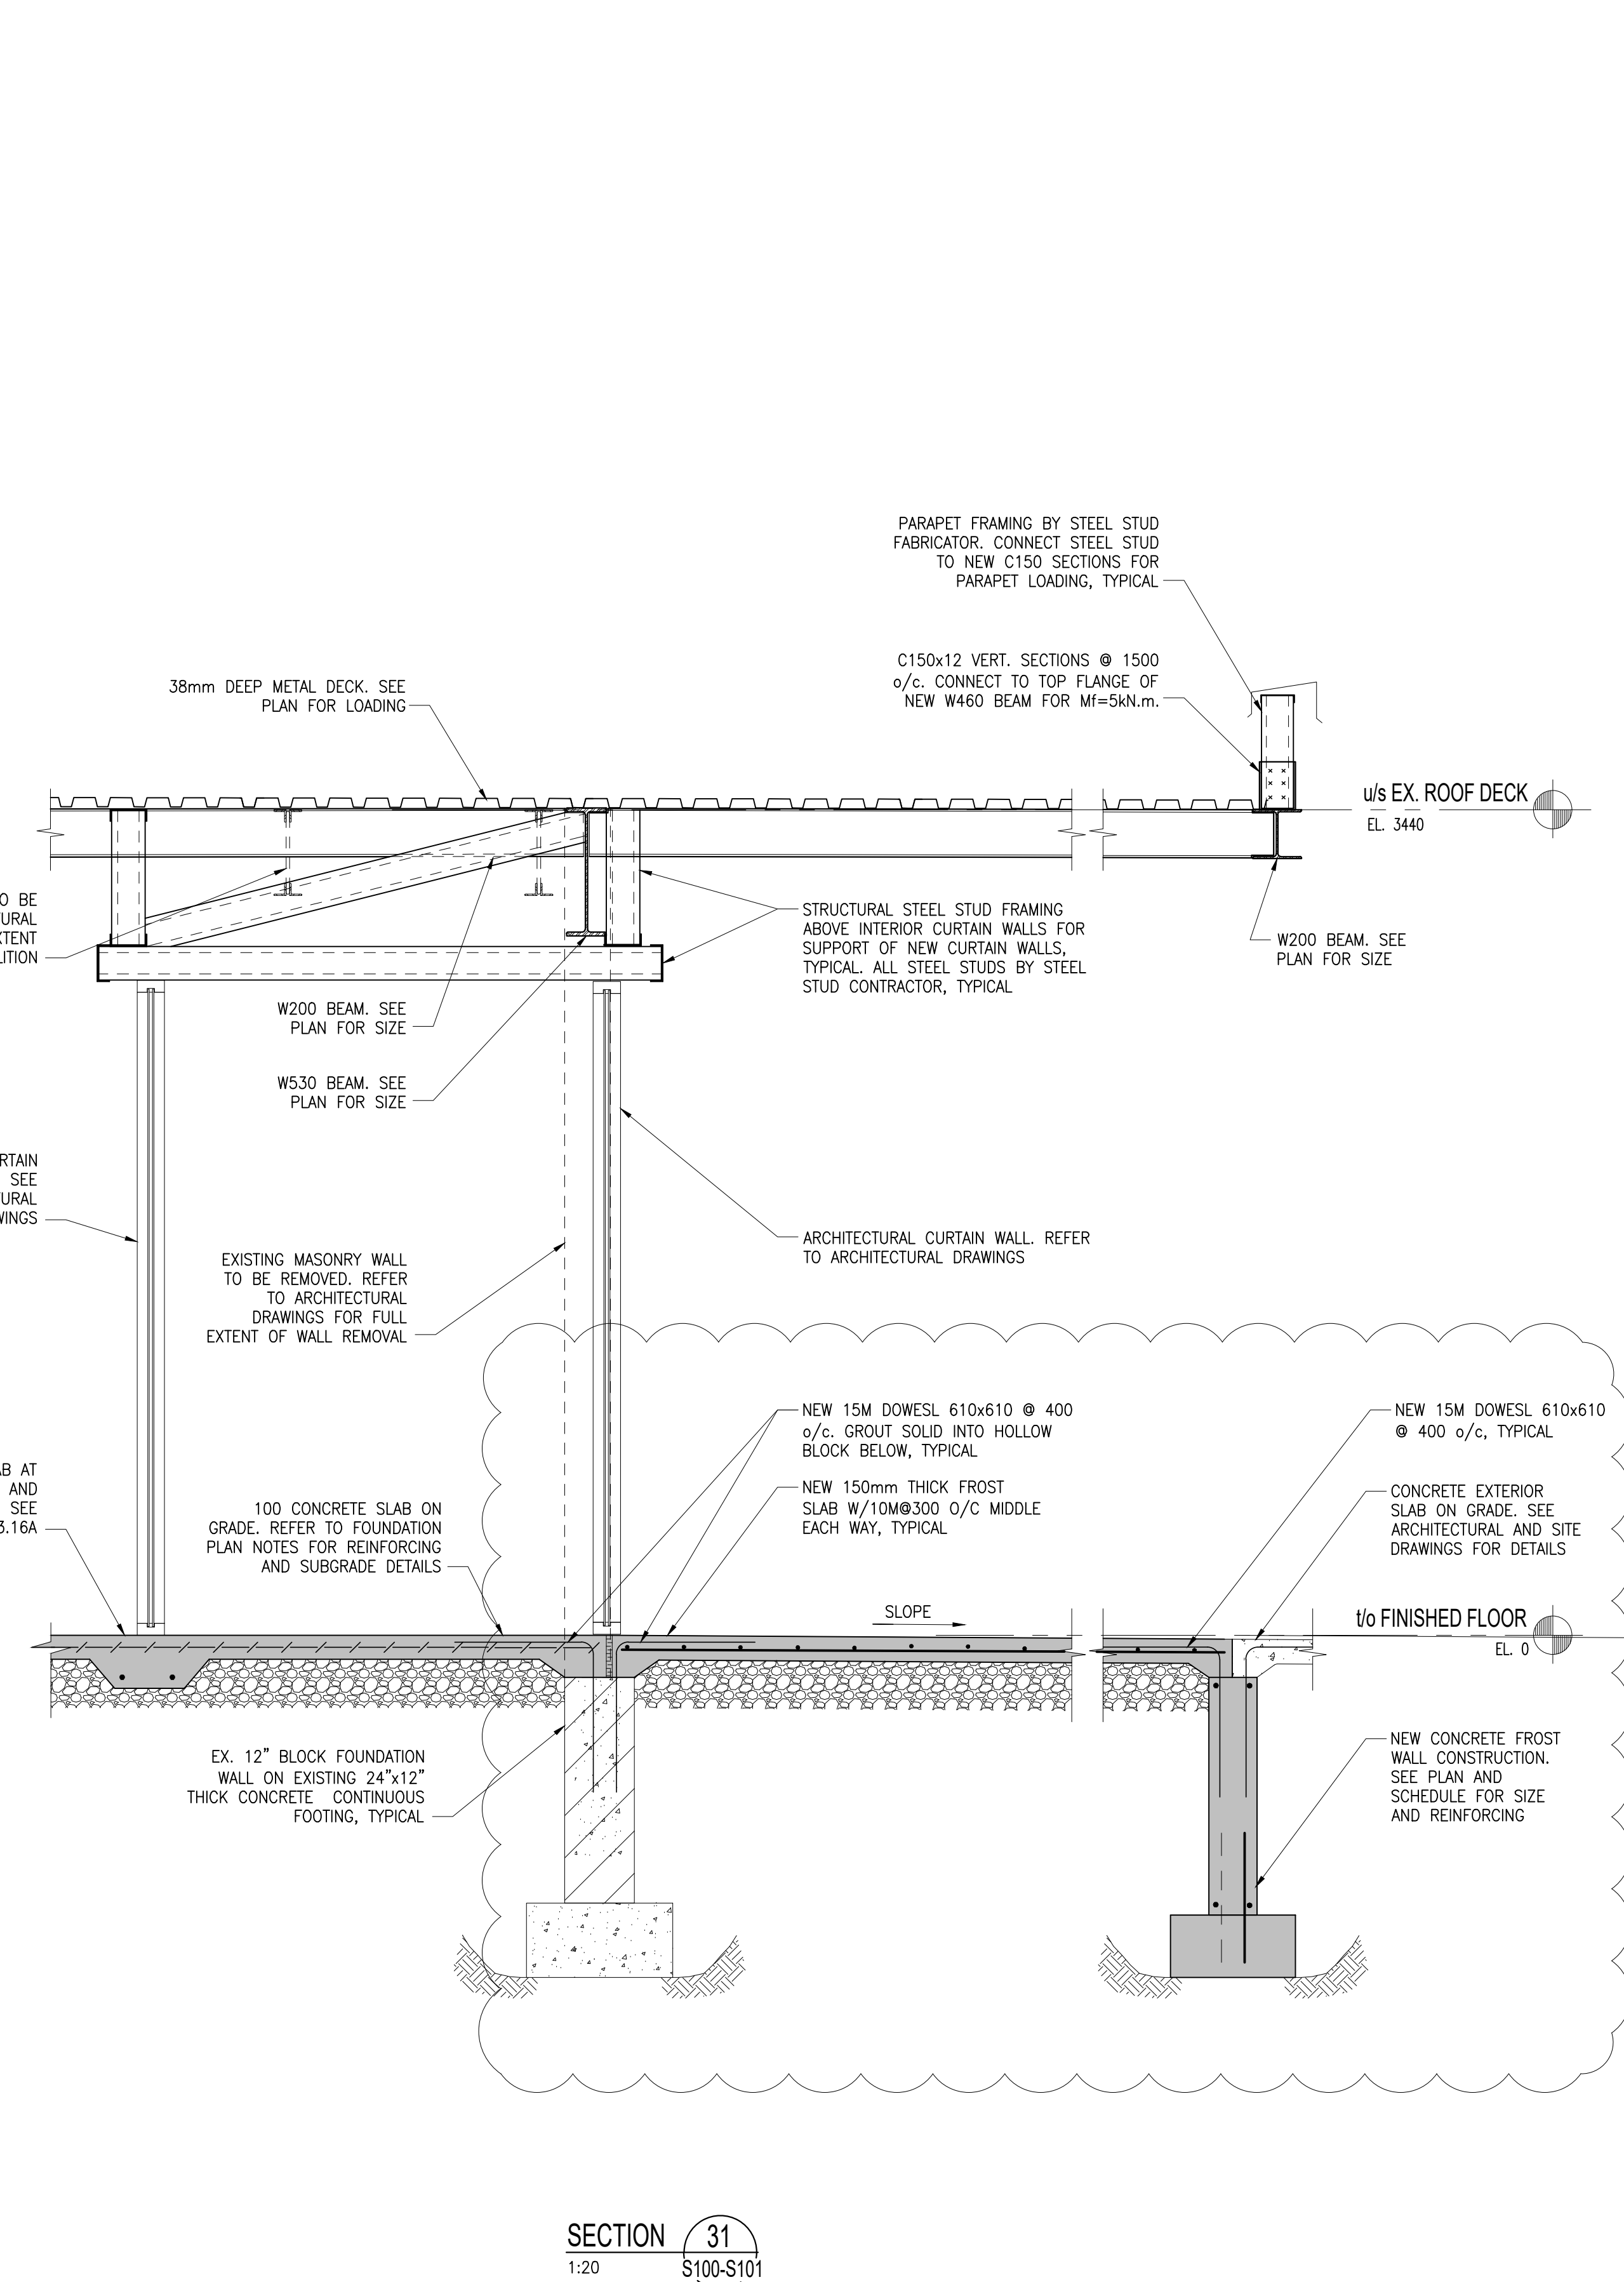 PARAPET FRAMING BY STEEL STUD
FABRICATOR. CONNECT STEEL STUD
TO NEW C150 SECTIONS FOR
PARAPET LOADING, TYPICAL
C150x12 VERT. SECTIONS @ 1500
o/c. CONNECT TO TOP FLANGE OF
NEW W460 BEAM FOR Mf=5kN.m.
38mm DEEP METAL DECK. SEE
PLAN FOR LOADING
u/s EX. ROOF DECK
EL. 3440
O BE
TURAL
XTENT
LITION
STRUCTURAL STEEL STUD FRAMING
ABOVE INTERIOR CURTAIN WALLS FOR
SUPPORT OF NEW CURTAIN WALLS,
TYPICAL. ALL STEEL STUDS BY STEEL
STUD CONTRACTOR, TYPICAL
W200 BEAM. SEE
PLAN FOR SIZE
W200 BEAM. SEE
PLAN FOR SIZE
W530 BEAM. SEE
PLAN FOR SIZE
RTAIN
SEE
TURAL
WINGS
ARCHITECTURAL CURTAIN WALL. REFER
TO ARCHITECTURAL DRAWINGS
EXISTING MASONRY WALL
TO BE REMOVED. REFER
TO ARCHITECTURAL
DRAWINGS FOR FULL
EXTENT OF WALL REMOVAL
NEW 15M DOWESL 610x610 @ 400
o/c. GROUT SOLID INTO HOLLOW
BLOCK BELOW, TYPICAL
NEW 15M DOWESL 610x610
@ 400 o/c, TYPICAL
AB AT
AND
SEE
3.16A
NEW 150mm THICK FROST
SLAB W/10M@300 O/C MIDDLE
EACH WAY, TYPICAL
CONCRETE EXTERIOR
SLAB ON GRADE. SEE
ARCHITECTURAL AND SITE
DRAWINGS FOR DETAILS
100 CONCRETE SLAB ON
GRADE. REFER TO FOUNDATION
PLAN NOTES FOR REINFORCING
AND SUBGRADE DETAILS
SLOPE
t/o FINISHED FLOOR
EL. 0
EX. 12" BLOCK FOUNDATION
WALL ON EXISTING 24"x12"
THICK CONCRETE CONTINUOUS
FOOTING, TYPICAL
NEW CONCRETE FROST
WALL CONSTRUCTION.
SEE PLAN AND
SCHEDULE FOR SIZE
AND REINFORCING
SECTION 31
1:20 S100-S101